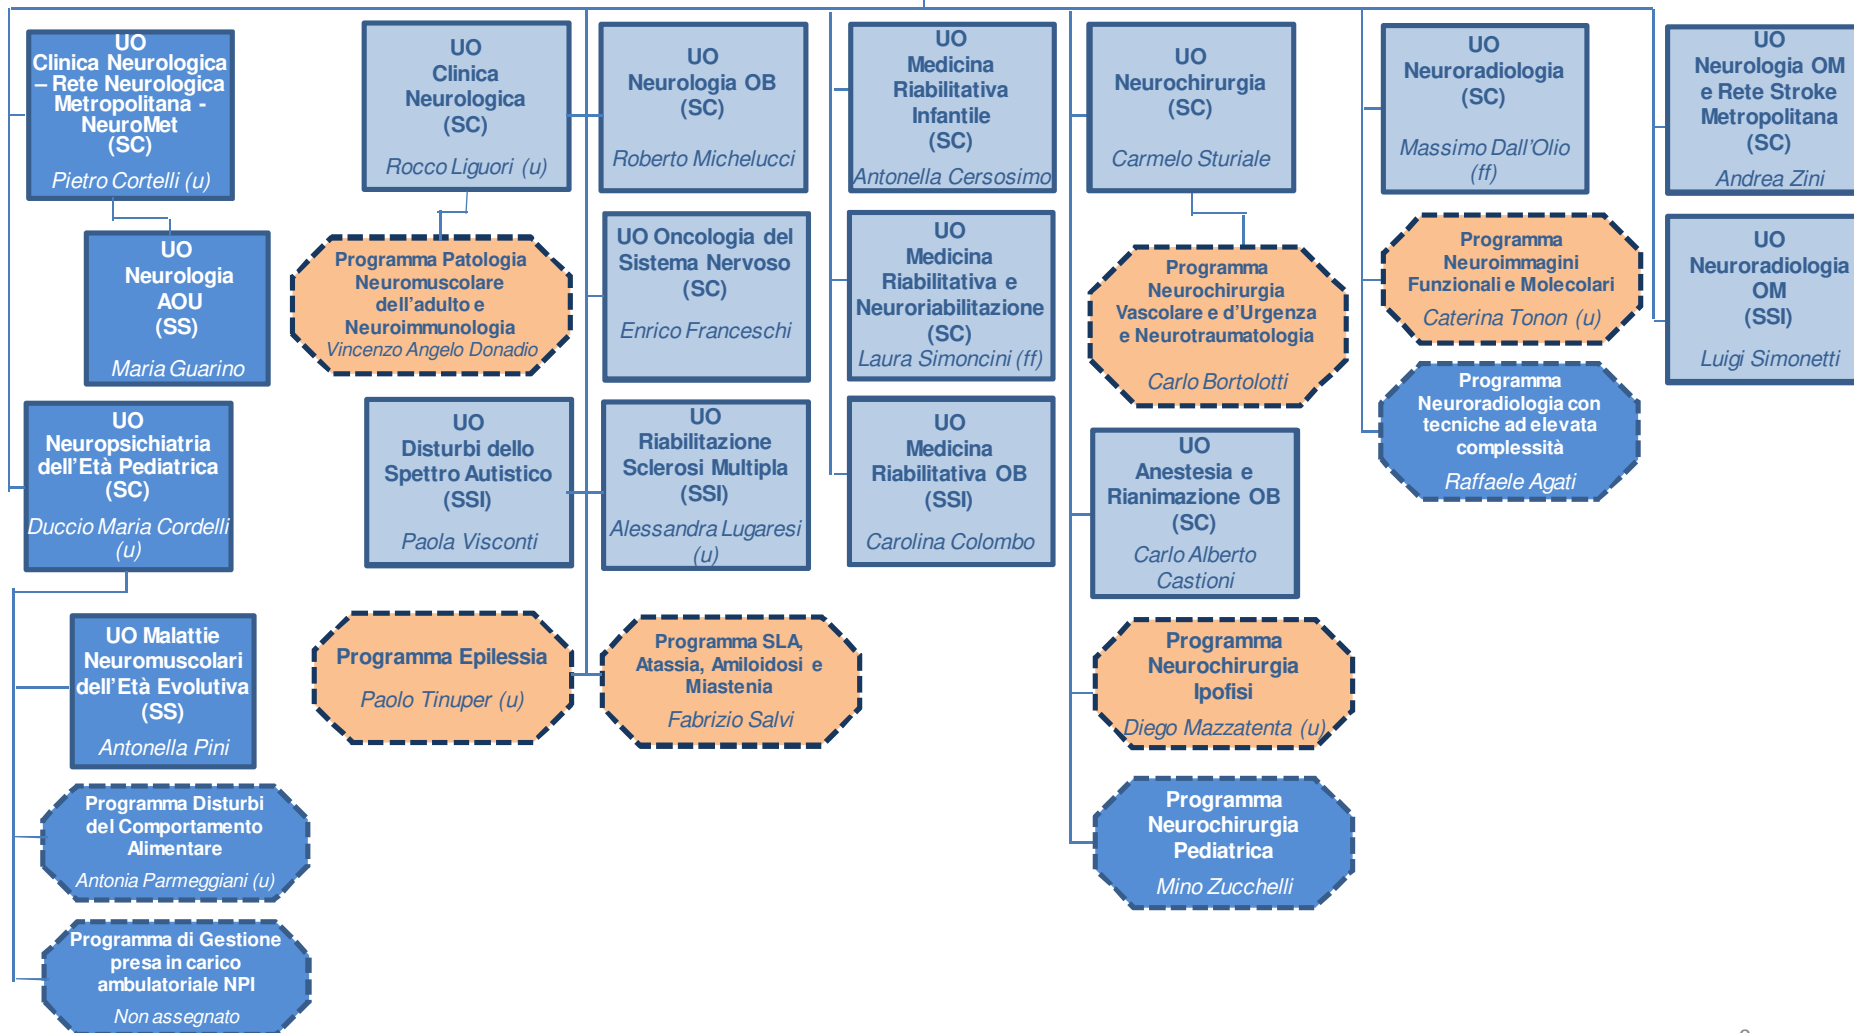 UO
Clinica Neurologica
– Rete Neurologica
Metropolitana -
NeuroMet
(SC)
Pietro Cortelli (u)
UO
Neurologia
AOU
(SS)
Maria Guarino
UO
Neuropsichiatria
dell'Età Pediatrica
(SC)
Duccio Maria Cordelli
(u)
UO Malattie
Neuromuscolari
dell'Età Evolutiva
(SS)
Antonella Pini
Programma Disturbi
del Comportamento
Alimentare
Antonia Parmeggiani (u)
Programma di Gestione
presa in carico
ambulatoriale NPI
Non assegnato
UO
Clinica
Neurologica
(SC)
Rocco Liguori (u)
Programma Patologia
Neuromuscolare
dell'adulto e
Neuroimmunologia
Vincenzo Angelo Donadio
UO
Disturbi dello
Spettro Autistico
(SSI)
Paola Visconti
Programma Epilessia
Paolo Tinuper (u)
UO
Neurologia OB
(SC)
Roberto Michelucci
UO Oncologia del
Sistema Nervoso
(SC)
Enrico Franceschi
UO
Riabilitazione
Sclerosi Multipla
(SSI)
Alessandra Lugaresi
(u)
Programma SLA,
Atassia, Amiloidosi e
Miastenia
Fabrizio Salvi
UO
Medicina
Riabilitativa
Infantile
(SC)
Antonella Cersosimo
UO
Medicina
Riabilitativa e
Neuroriabilitazione
(SC)
Laura Simoncini (ff)
UO
Medicina
Riabilitativa OB
(SSI)
Carolina Colombo
UO
Neurochirurgia
(SC)
Carmelo Sturiale
Programma
Neurochirurgia
Vascolare e d'Urgenza
e Neurotraumatologia
Carlo Bortolotti
UO
Anestesia e
Rianimazione OB
(SC)
Carlo Alberto
Castioni
Programma
Neurochirurgia
Ipofisi
Diego Mazzatenta (u)
Programma
Neurochirurgia
Pediatrica
Mino Zucchelli
UO
Neuroradiologia
(SC)
Massimo Dall'Olio
(ff)
Programma
Neuroimmagini
Funzionali e Molecolari
Caterina Tonon (u)
Programma
Neuroradiologia con
tecniche ad elevata
complessità
Raffaele Agati
UO
Neurologia OM
e Rete Stroke
Metropolitana
(SC)
Andrea Zini
UO
Neuroradiologia
OM
(SSI)
Luigi Simonetti